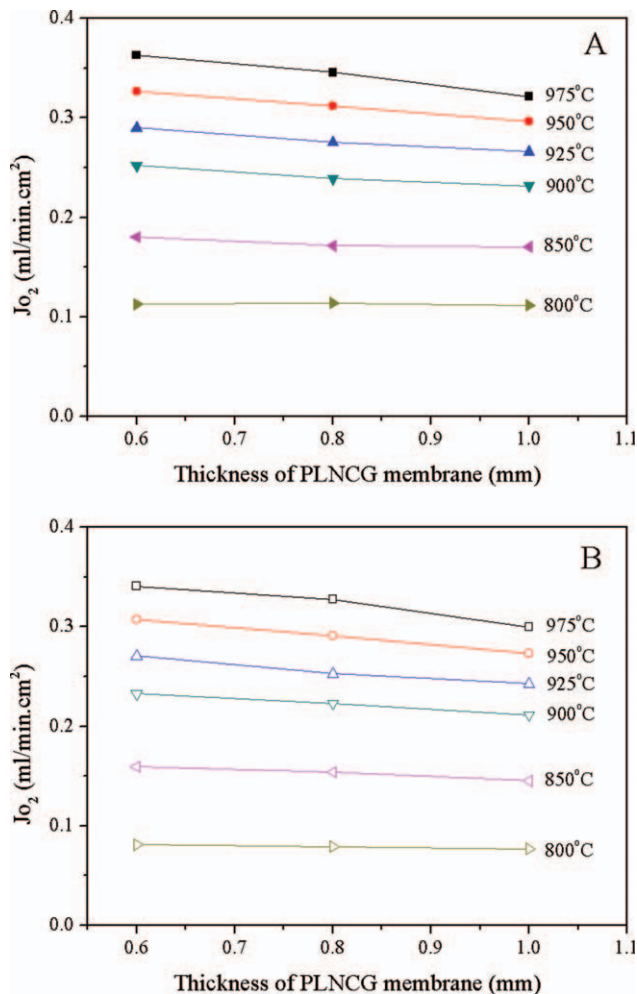 A
0.4
0.3
0.2
0.1
0.0
Jo₂ (ml/min.cm²)
975°C
950°C
925°C
900°C
850°C
800°C
0.6 0.7 0.8 0.9 1.0 1.1
Thickness of PLNCG membrane (mm)
B
0.4
0.3
0.2
0.1
0.0
Jo₂ (ml/min.cm²)
975°C
950°C
925°C
900°C
850°C
800°C
0.6 0.7 0.8 0.9 1.0 1.1
Thickness of PLNCG membrane (mm)